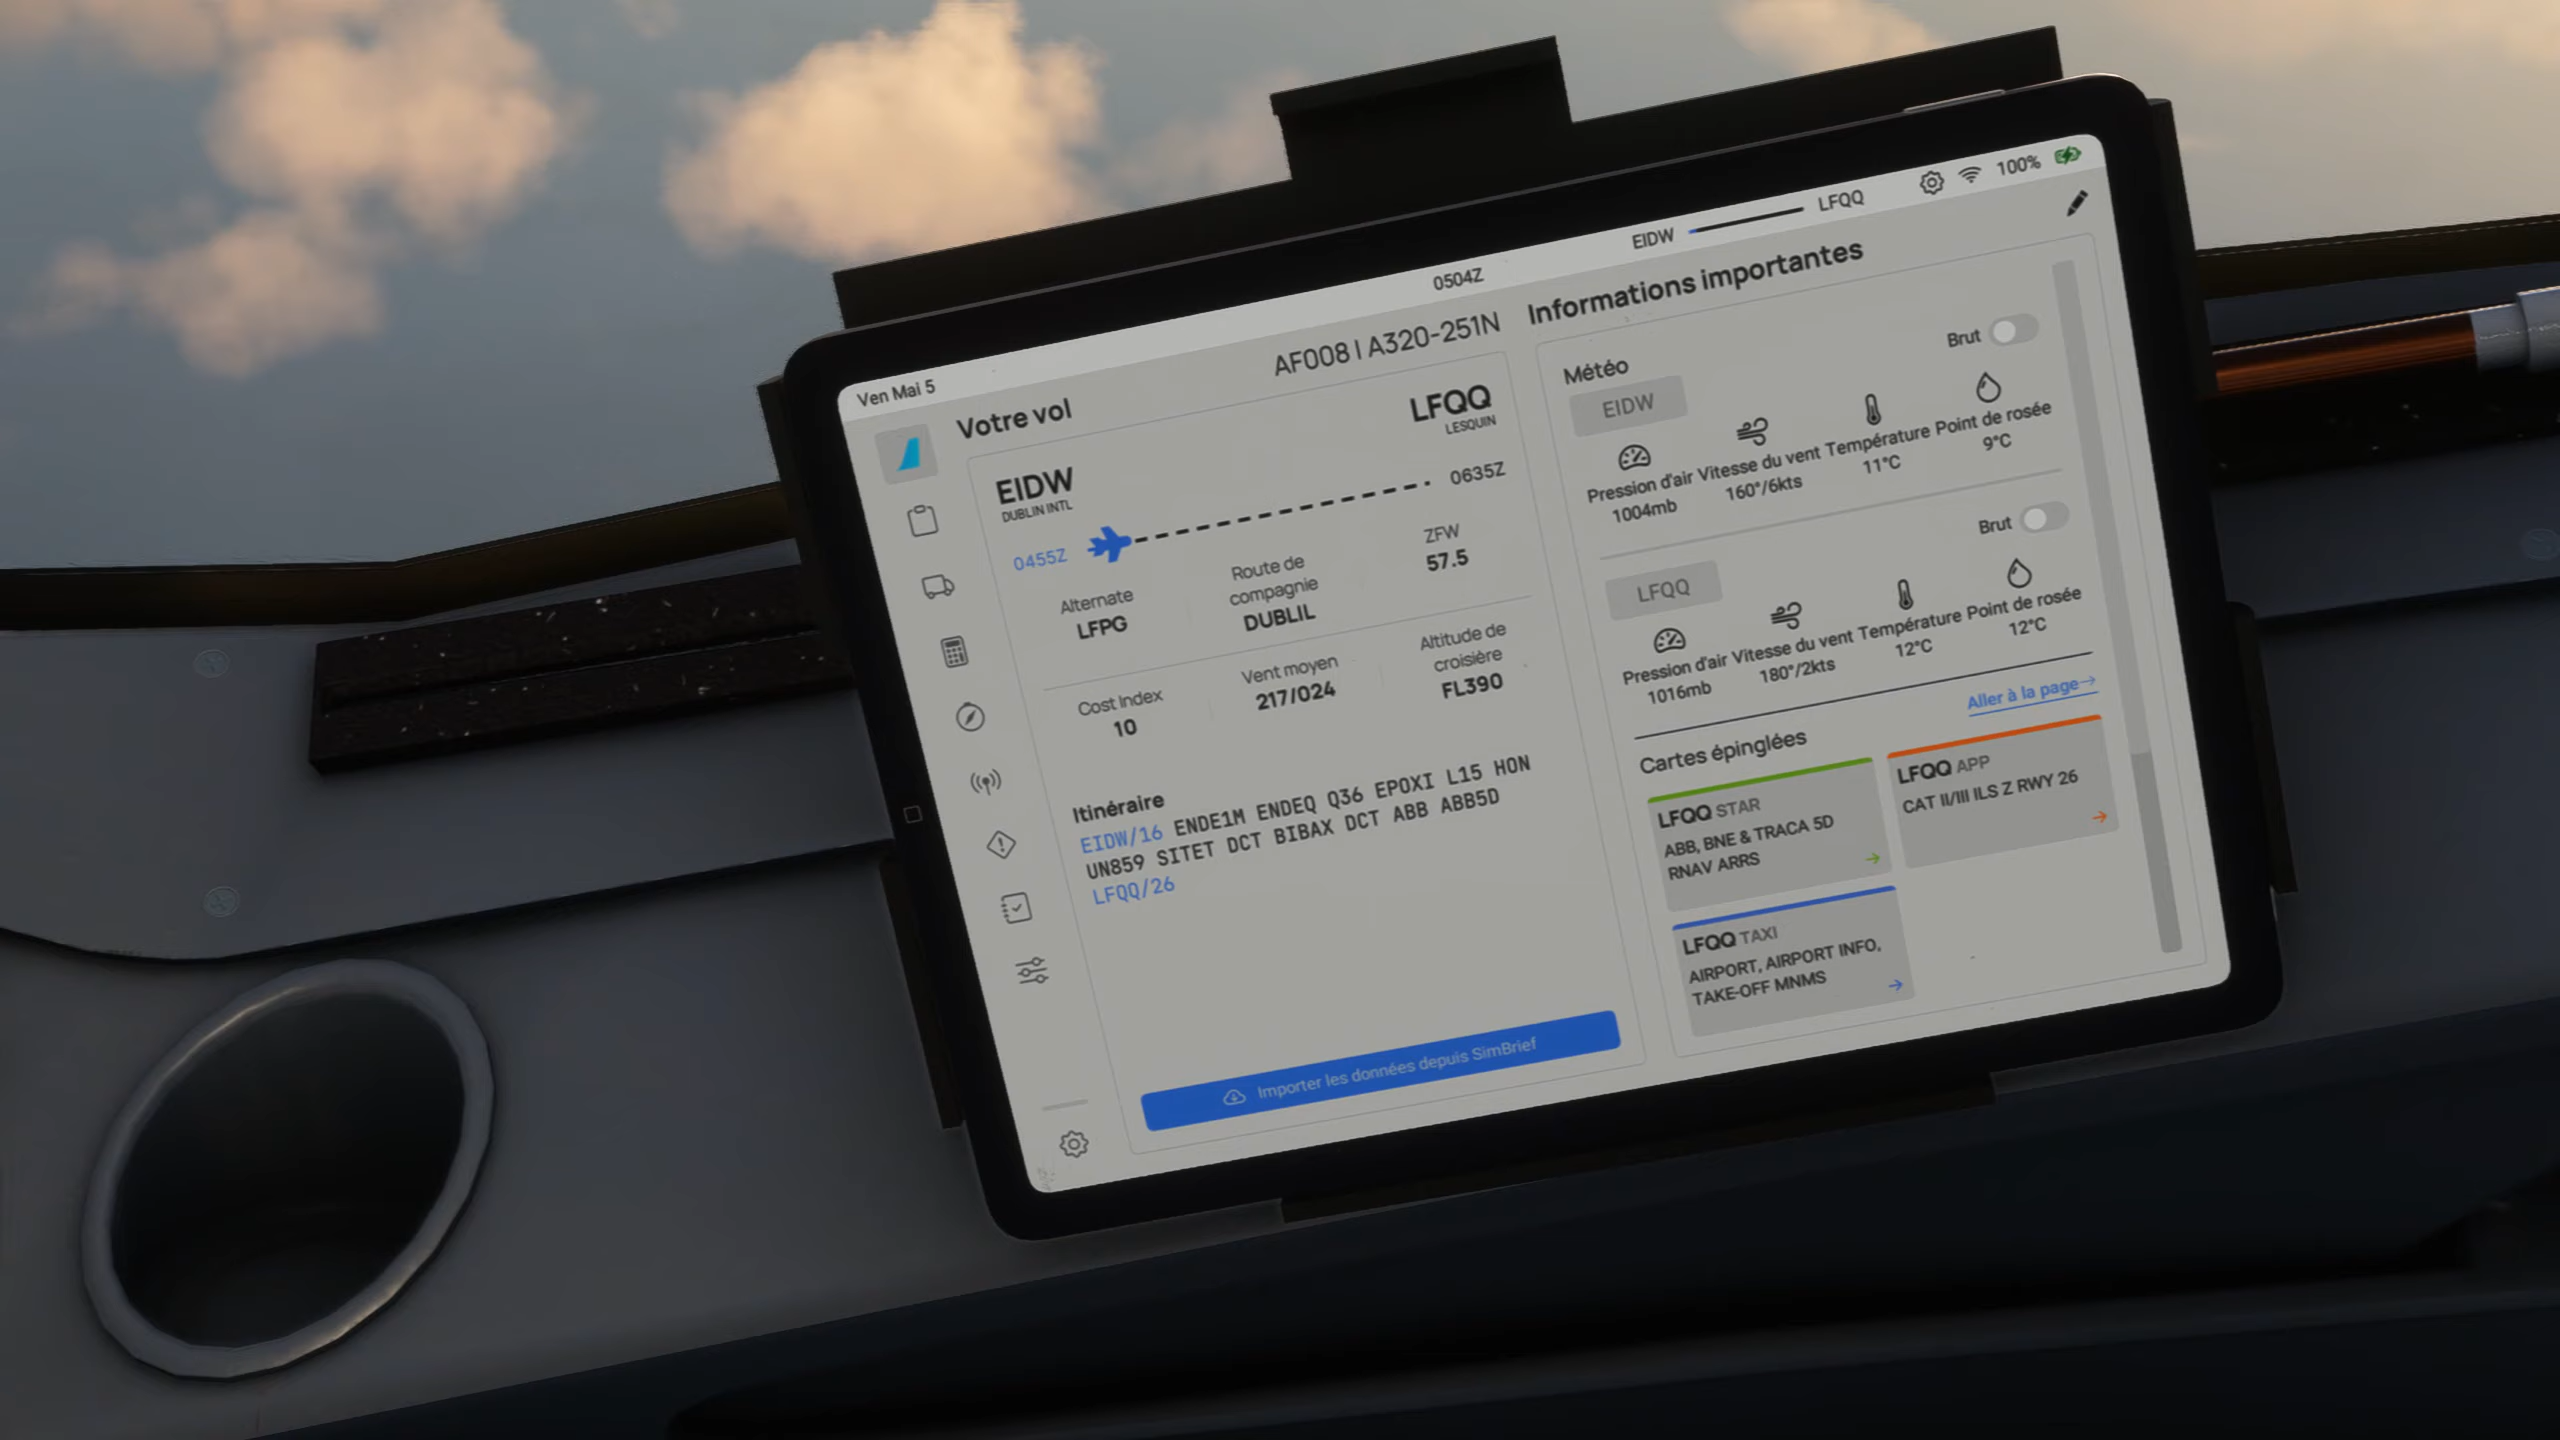 Ven Mai 5
0504Z
EIDW
LFQQ
100%
Votre vol
AF008 | A320-251N
EIDW
DUBLIN INTL
LFQQ
LESQUIN
0455Z
0635Z
Alternate
LFPG
Route de
compagnie
DUBLIL
ZFW
57.5
Cost Index
10
Vent moyen
217/024
Altitude de
croisière
FL390
Itinéraire
EIDW/16 ENDE1M ENDEQ Q36 EPOXI L15 HON
UN859 SITET DCT BIBAX DCT ABB ABB5D
LFQQ/26
Importer les données depuis SimBrief
Informations importantes
Météo
Brut
EIDW
Pression d'air Vitesse du vent Température Point de rosée
1004mb 160°/6kts 11°C 9°C
Brut
LFQQ
Pression d'air Vitesse du vent Température Point de rosée
1016mb 180°/2kts 12°C 12°C
Aller à la page→
Cartes épinglées
LFQQ STAR
ABB, BNE & TRACA 5D
RNAV ARRS
LFQQ APP
CAT II/III ILS Z RWY 26
LFQQ TAXI
AIRPORT, AIRPORT INFO,
TAKE-OFF MNMS